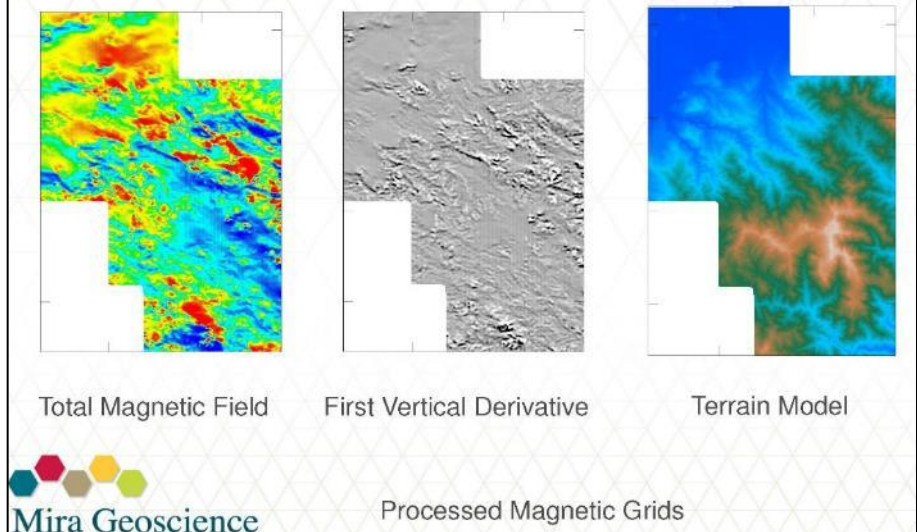 Total Magnetic Field
First Vertical Derivative
Terrain Model
Mira Geoscience
Processed Magnetic Grids